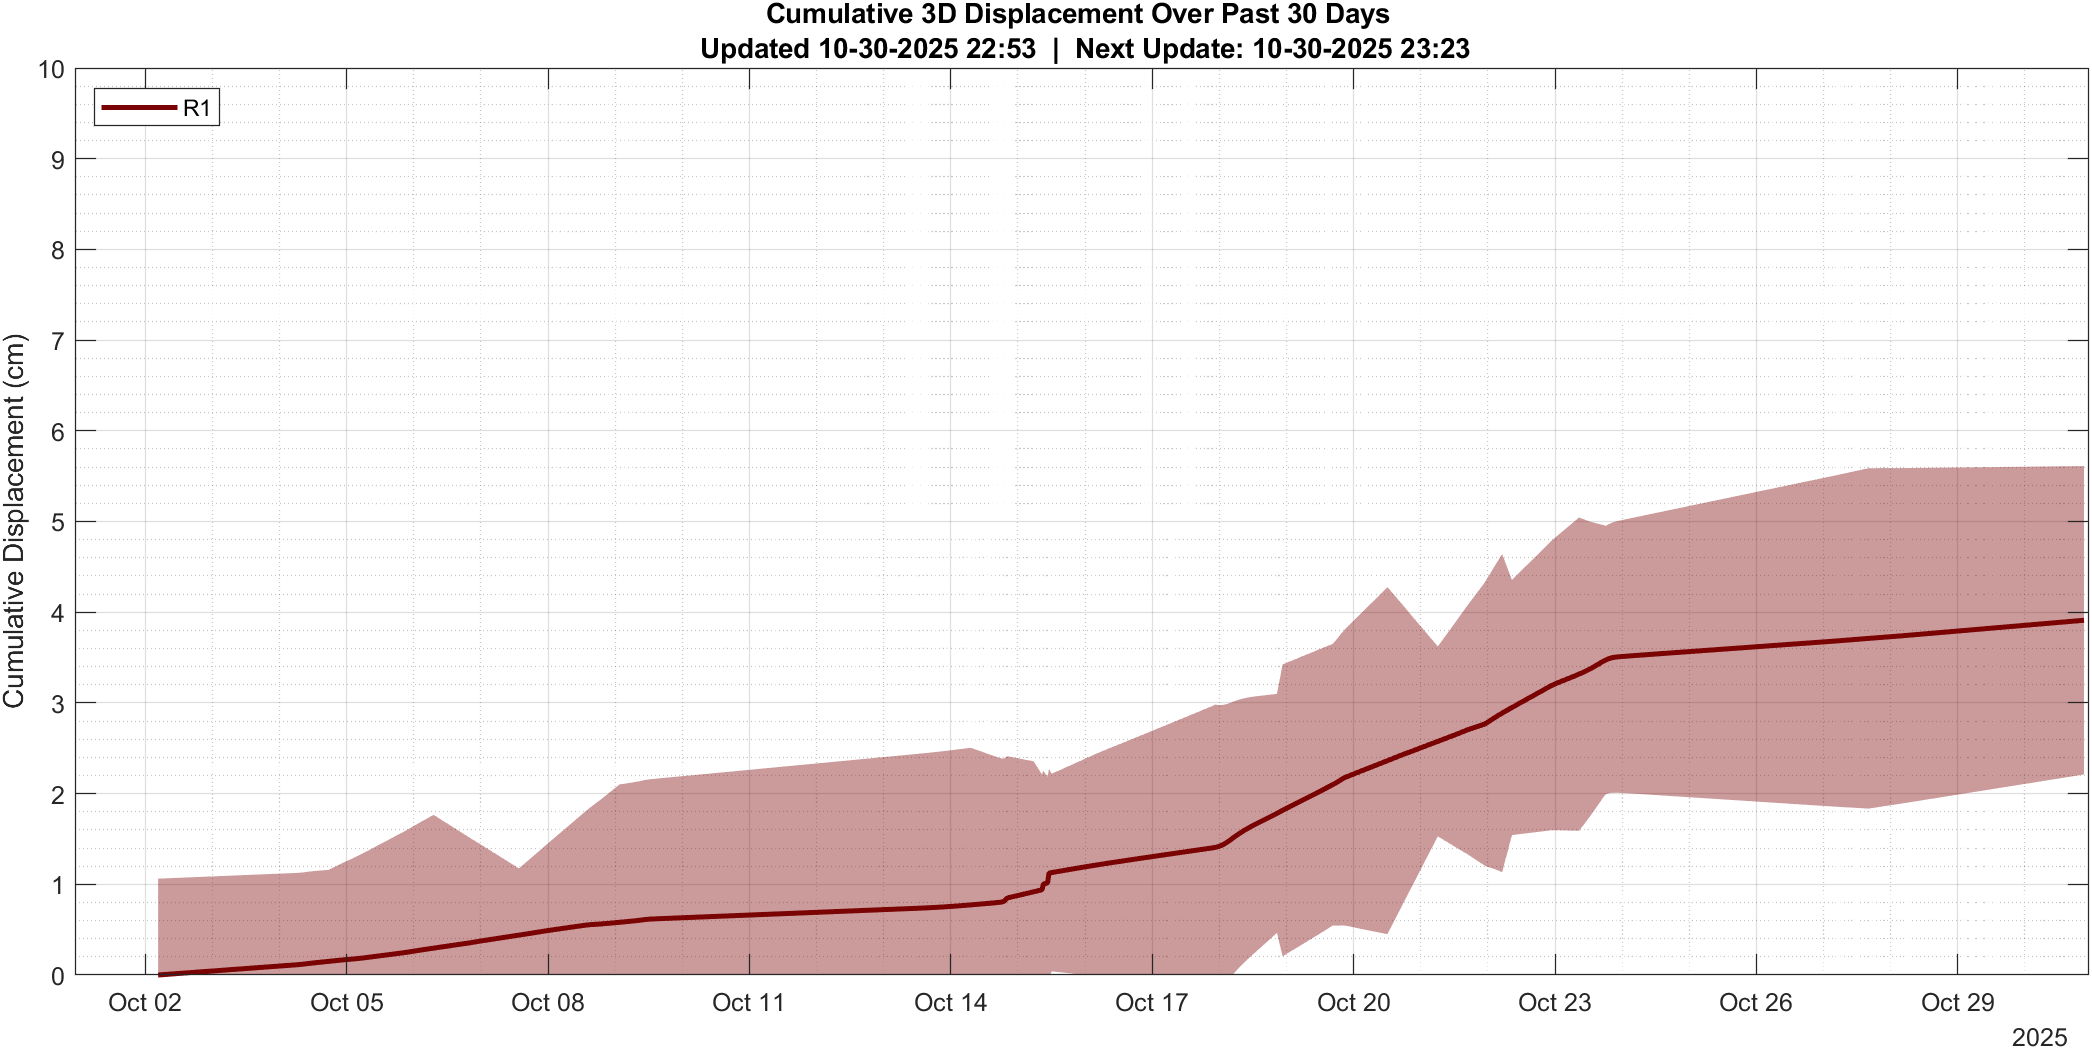 Cumulative 3D Displacement Over Past 30 Days
Updated 10-30-2025 22:53 | Next Update: 10-30-2025 23:23
R1
Cumulative Displacement (cm)
10
9
8
7
6
5
4
3
2
1
0
Oct 02 Oct 05 Oct 08 Oct 11 Oct 14 Oct 17 Oct 20 Oct 23 Oct 26 Oct 29
2025